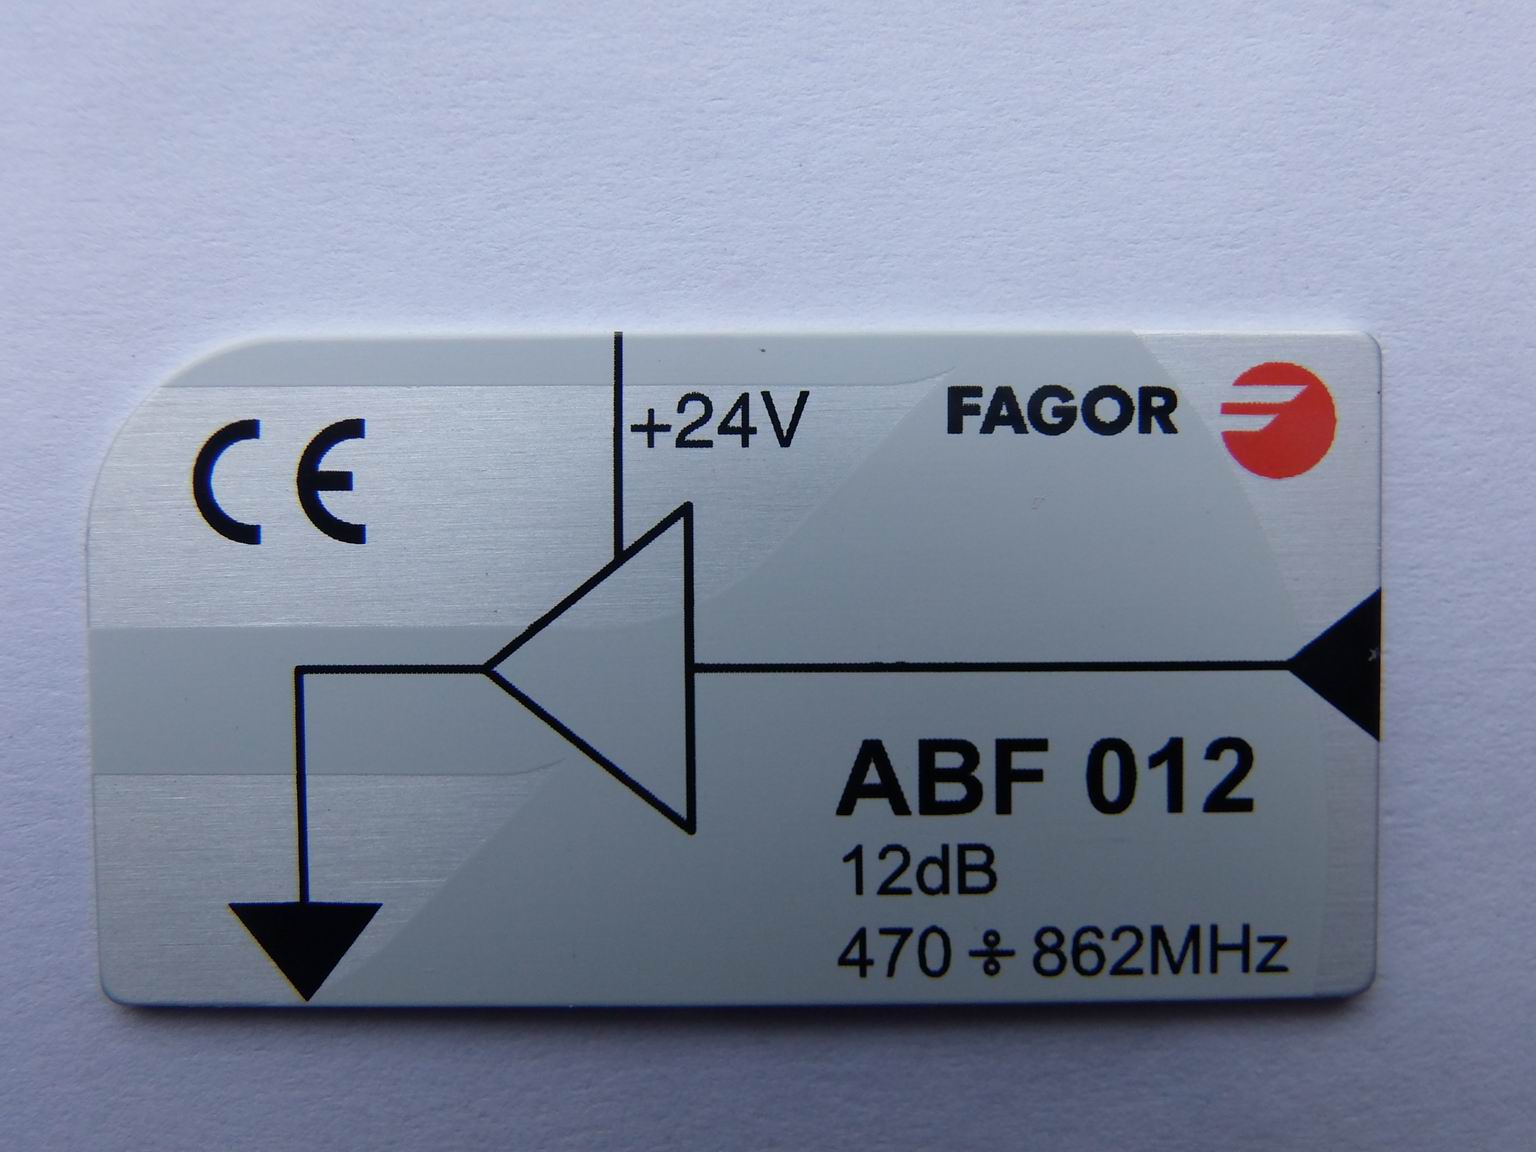 CE
+24V
FAGOR
ABF 012
12dB
470 ÷ 862MHz